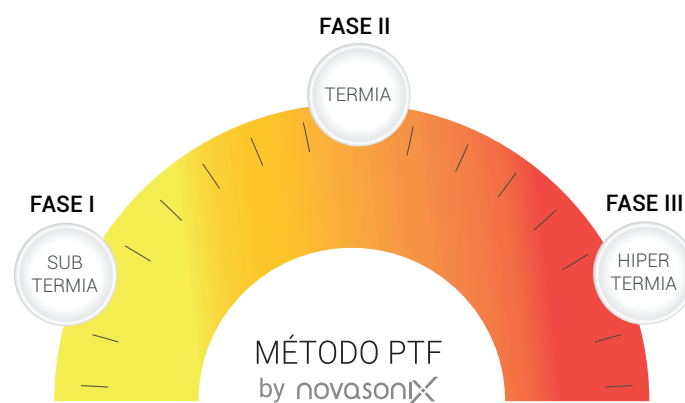 FASE II
TERMIA
FASE I
SUB
TERMIA
FASE III
HIPER
TERMIA
MÉTODO PTF
by novasonix